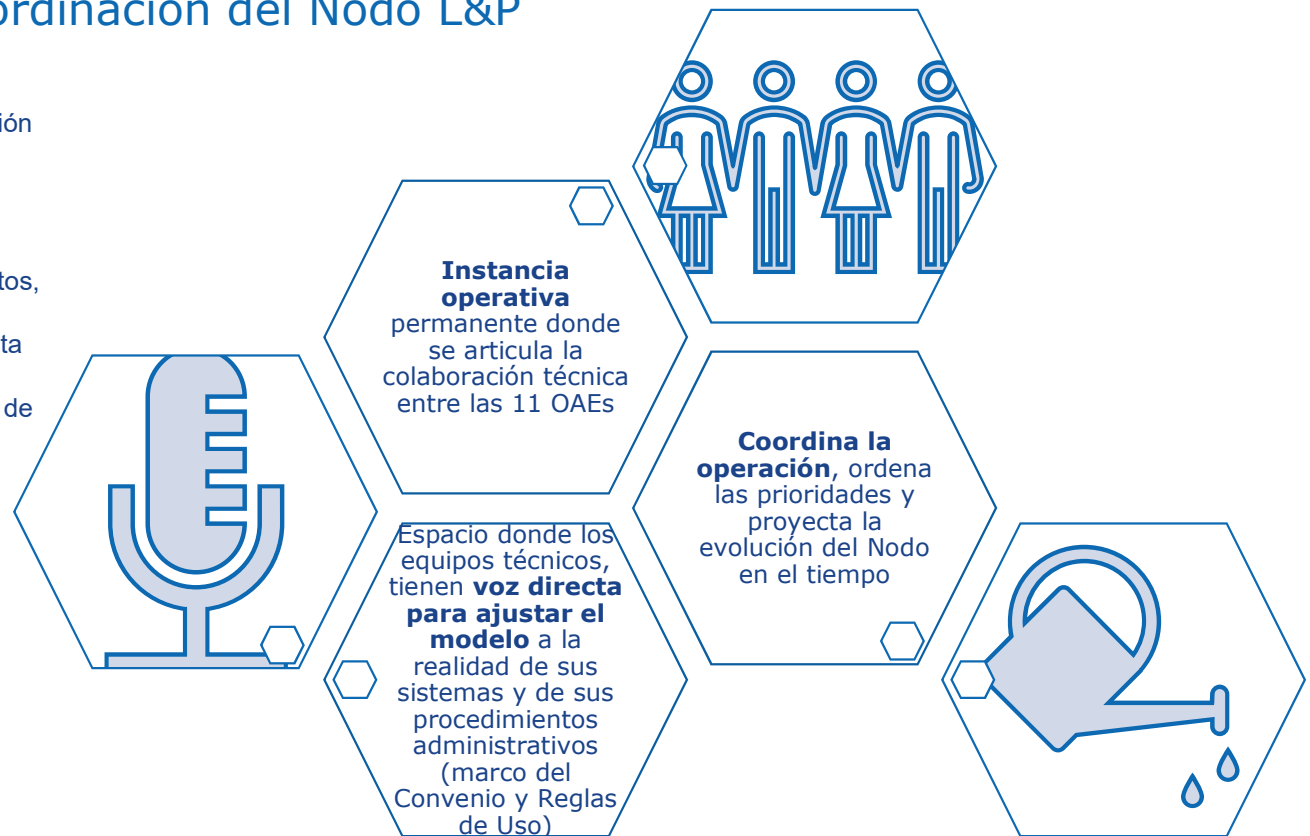 ordinación del Nodo L&P
ión
tos,
ta
de
Instancia
operativa
permanente donde
se articula la
colaboración técnica
entre las 11 OAEs
Coordina la
operación, ordena
las prioridades y
proyecta la
evolución del Nodo
en el tiempo
Espacio donde los
equipos técnicos,
tienen voz directa
para ajustar el
modelo a la
realidad de sus
sistemas y de sus
procedimientos
administrativos
(marco del
Convenio y Reglas
de Uso)